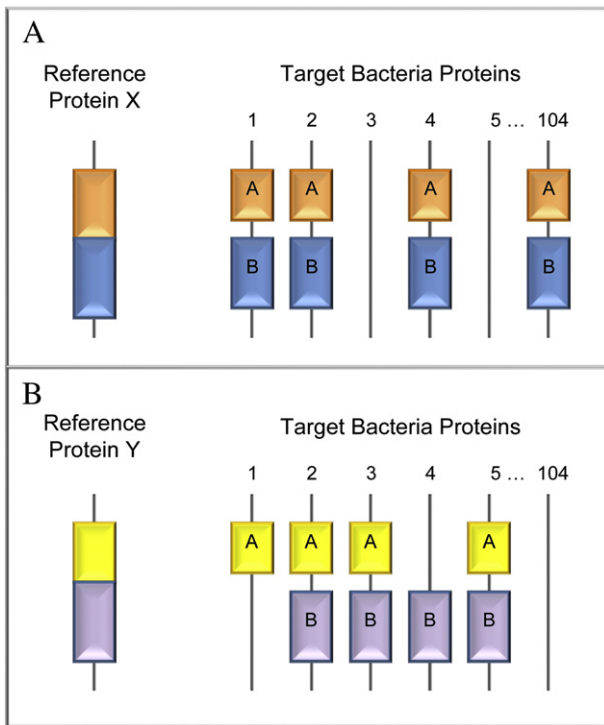 A
Reference
Protein X
Target Bacteria Proteins
1 2 3 4 5 ... 104
A A A A
B B B B
B
Reference
Protein Y
Target Bacteria Proteins
1 2 3 4 5 ... 104
A A A A
B B B B